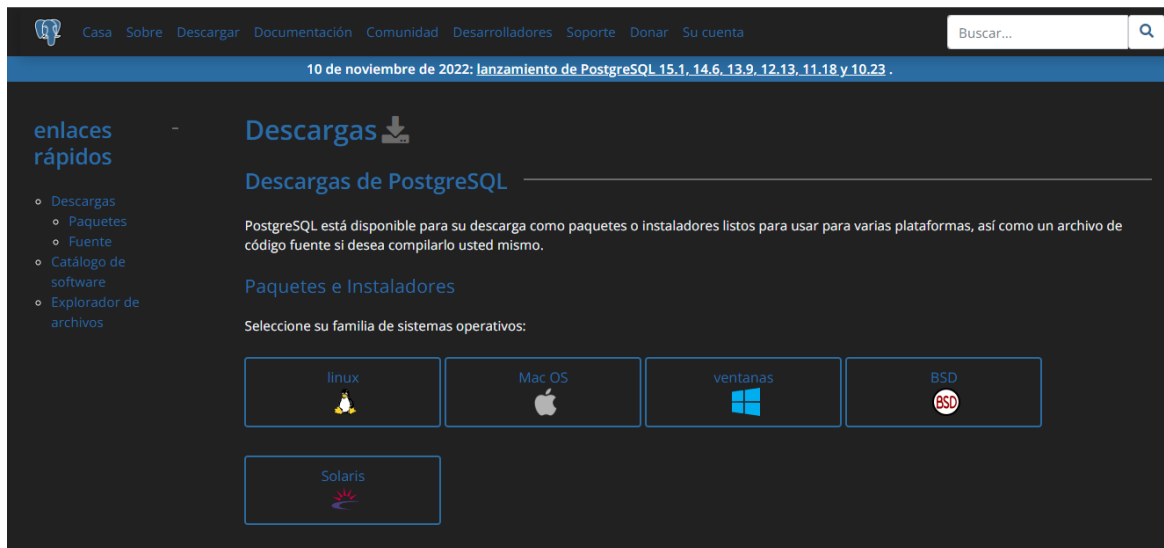 Casa Sobre Descargar Documentación Comunidad Desarrolladores Soporte Donar Su cuenta
Buscar...
10 de noviembre de 2022: lanzamiento de PostgreSQL 15.1, 14.6, 13.9, 12.13, 11.18 y 10.23 .
enlaces
rápidos
-
Descargas
Paquetes
Fuente
Catálogo de
software
Explorador de
archivos
Descargas
Descargas de PostgreSQL
PostgreSQL está disponible para su descarga como paquetes o instaladores listos para usar para varias plataformas, así como un archivo de
código fuente si desea compilarlo usted mismo.
Paquetes e Instaladores
Seleccione su familia de sistemas operativos:
linux
Mac OS
ventanas
BSD
BSD
Solaris